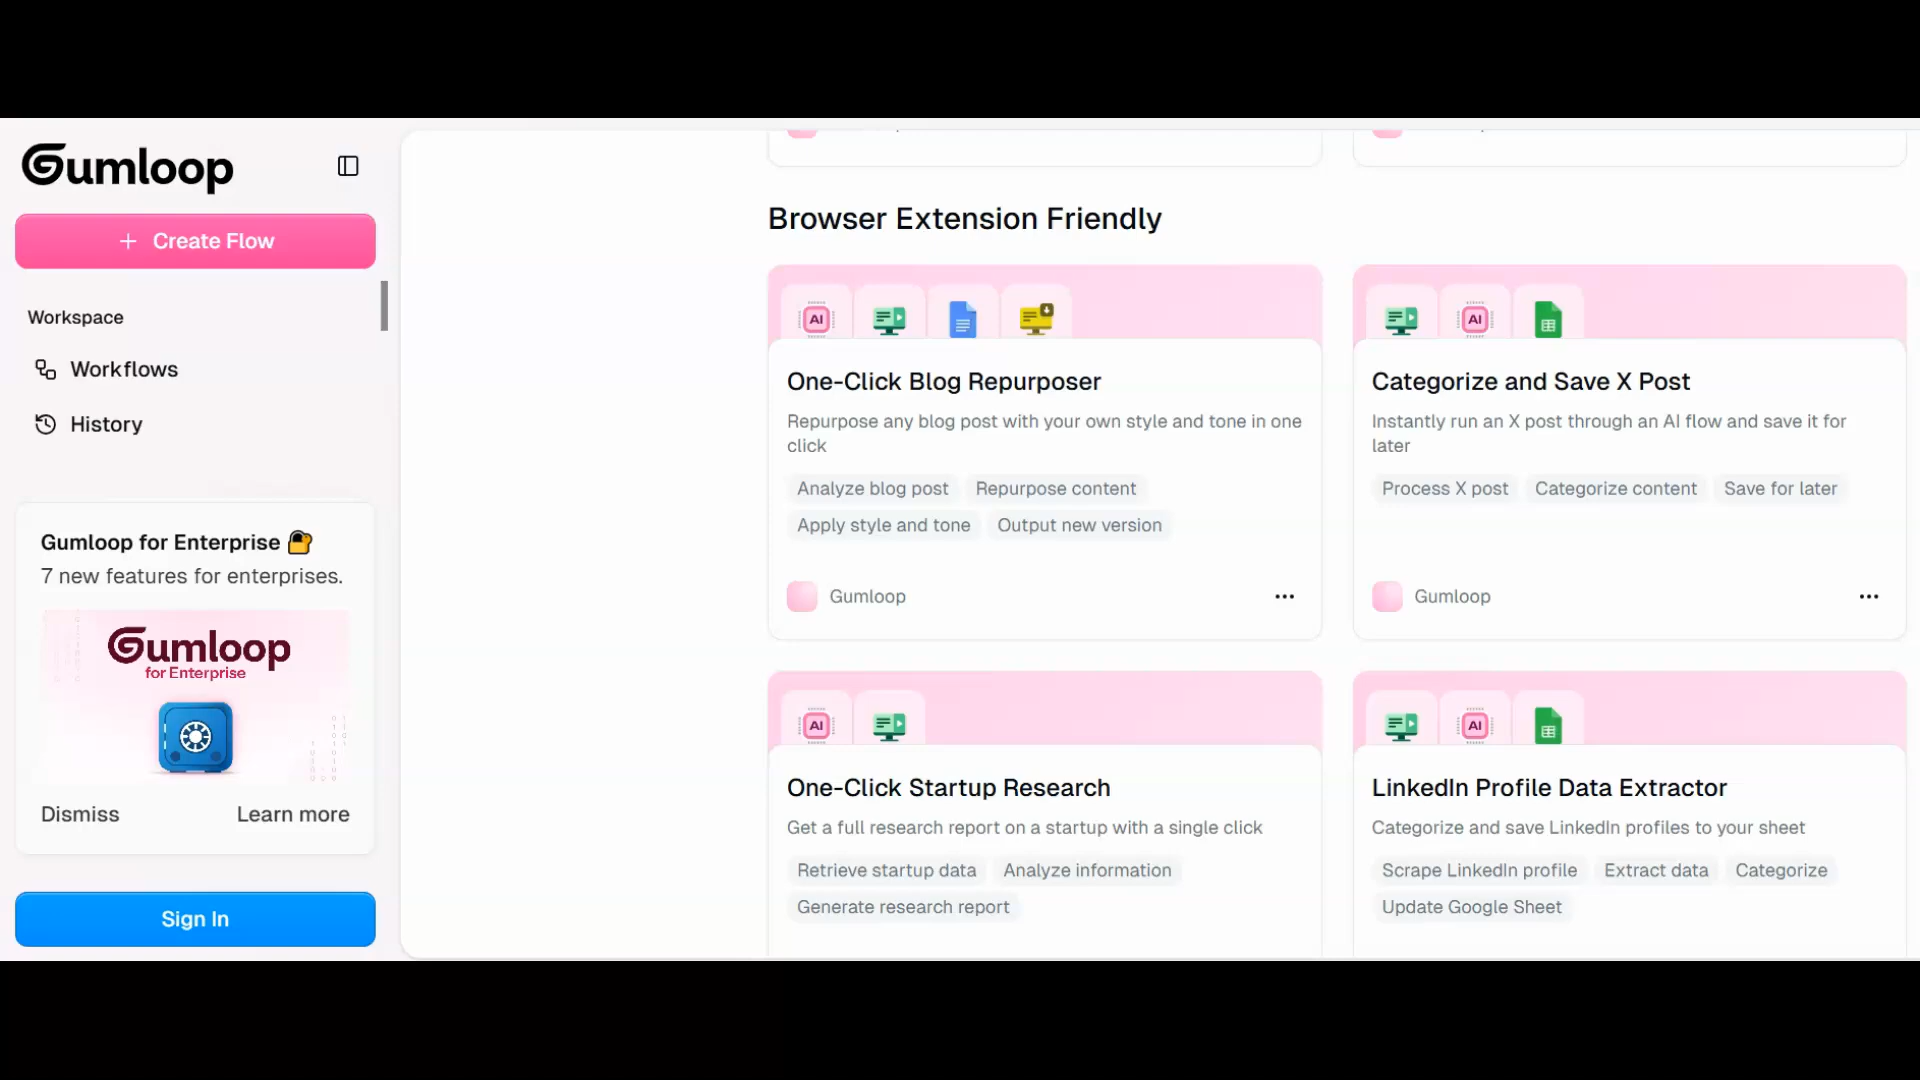 Gumloop
+ Create Flow
Workspace
Workflows
History
Gumloop for Enterprise
7 new features for enterprises.
Gumloop
for Enterprise
Dismiss
Learn more
Sign In
Browser Extension Friendly
AI
One-Click Blog Repurposer
Repurpose any blog post with your own style and tone in one
click
Analyze blog post
Repurpose content
Apply style and tone
Output new version
Gumloop
AI
Categorize and Save X Post
Instantly run an X post through an AI flow and save it for
later
Process X post
Categorize content
Save for later
Gumloop
AI
One-Click Startup Research
Get a full research report on a startup with a single click
Retrieve startup data
Analyze information
Generate research report
AI
LinkedIn Profile Data Extractor
Categorize and save LinkedIn profiles to your sheet
Scrape LinkedIn profile
Extract data
Categorize
Update Google Sheet